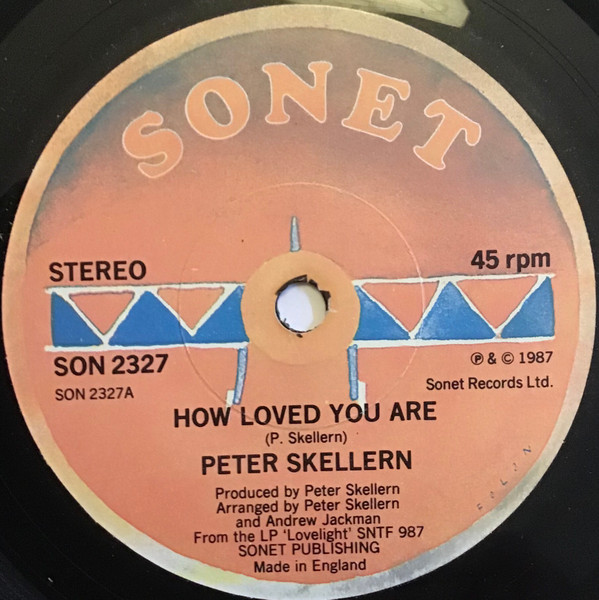 SONET
STEREO
45 rpm
SON 2327
SON 2327A
℗ & © 1987
Sonet Records Ltd.
HOW LOVED YOU ARE
(P. Skellern)
PETER SKELLERN
Produced by Peter Skellern
Arranged by Peter Skellern
and Andrew Jackman
From the LP 'Lovelight' SNTF 987
SONET PUBLISHING
Made in England